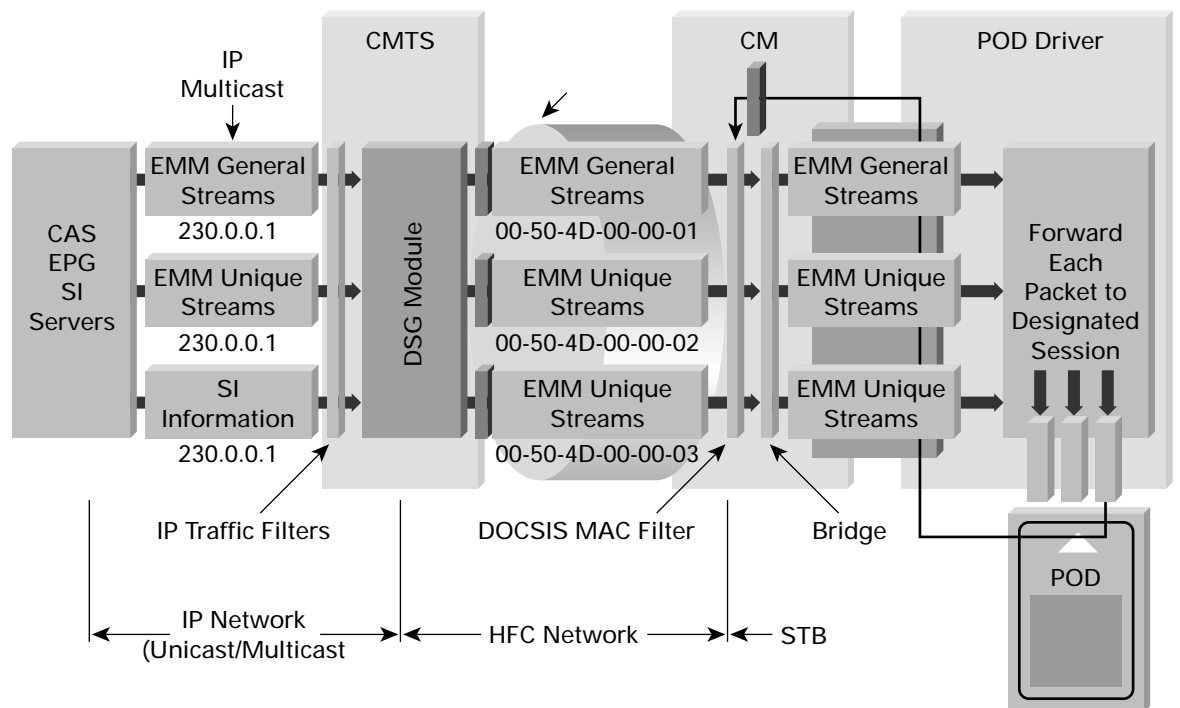 CMTS
CM
POD Driver
IP
Multicast
CAS
EPG
SI
Servers
EMM General
Streams
230.0.0.1
EMM Unique
Streams
230.0.0.1
SI
Information
230.0.0.1
DSG Module
EMM General
Streams
00-50-4D-00-00-01
EMM Unique
Streams
00-50-4D-00-00-02
EMM Unique
Streams
00-50-4D-00-00-03
EMM General
Streams
EMM Unique
Streams
EMM Unique
Streams
Forward
Each
Packet to
Designated
Session
IP Traffic Filters
DOCSIS MAC Filter
Bridge
POD
IP Network
(Unicast/Multicast
HFC Network
STB